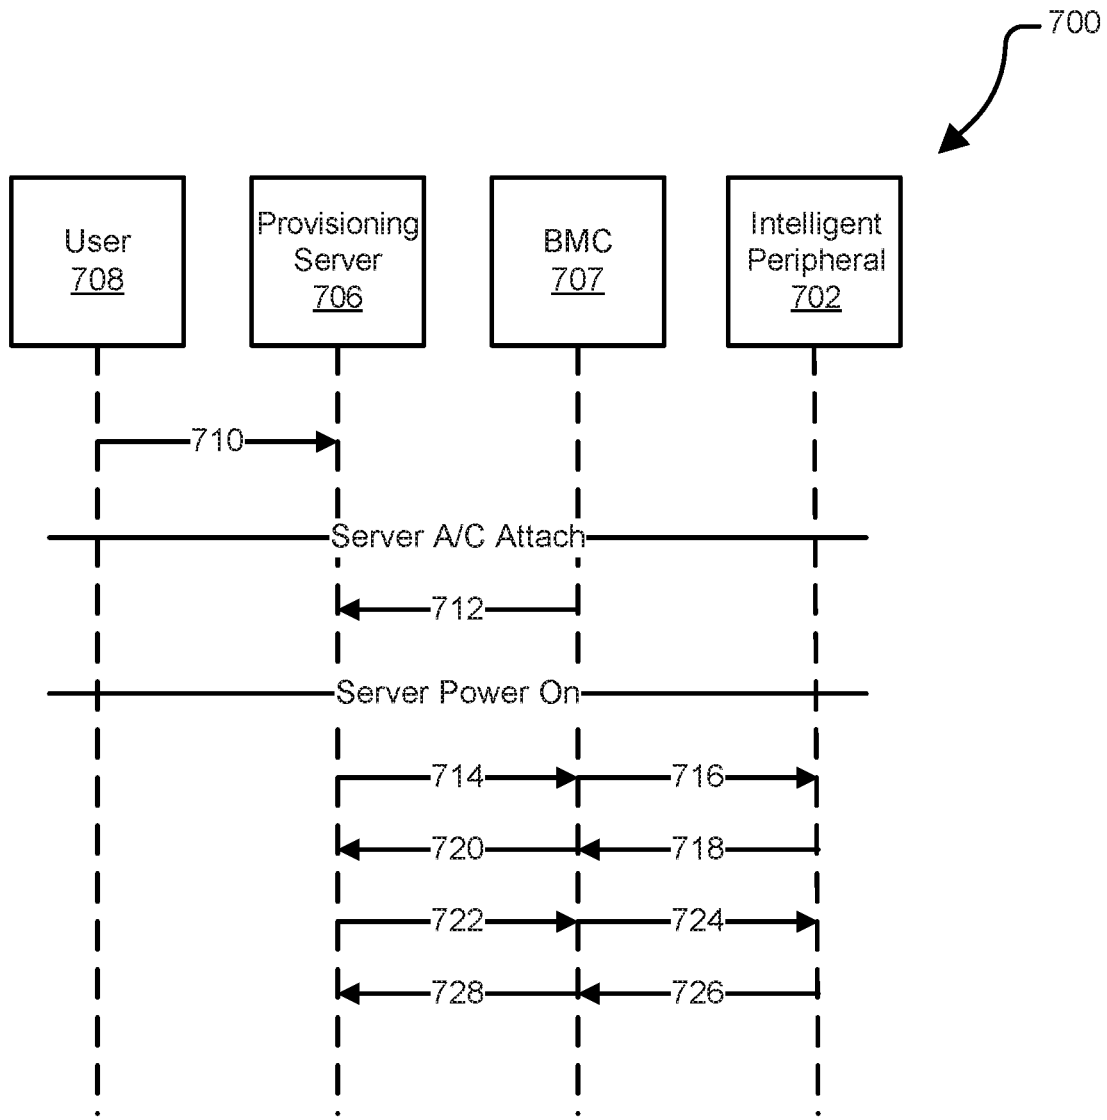 700
User
708
Provisioning
Server
706
BMC
707
Intelligent
Peripheral
702
710
Server A/C Attach
712
Server Power On
714 716
720 718
722 724
728 726